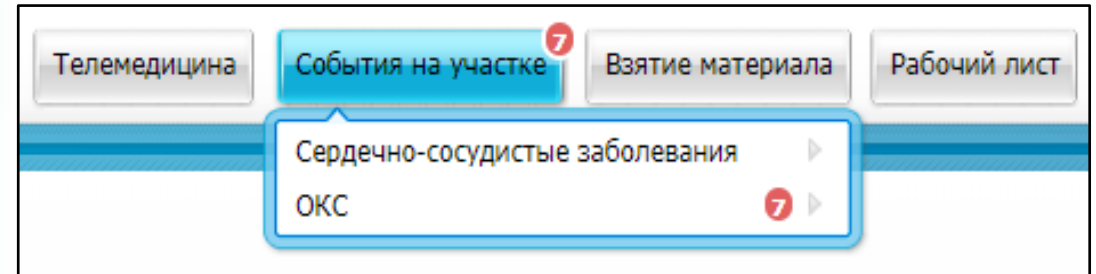 Телемедицина События на участке 7 Взятие материала Рабочий лист
Сердечно-сосудистые заболевания
ОКС 7